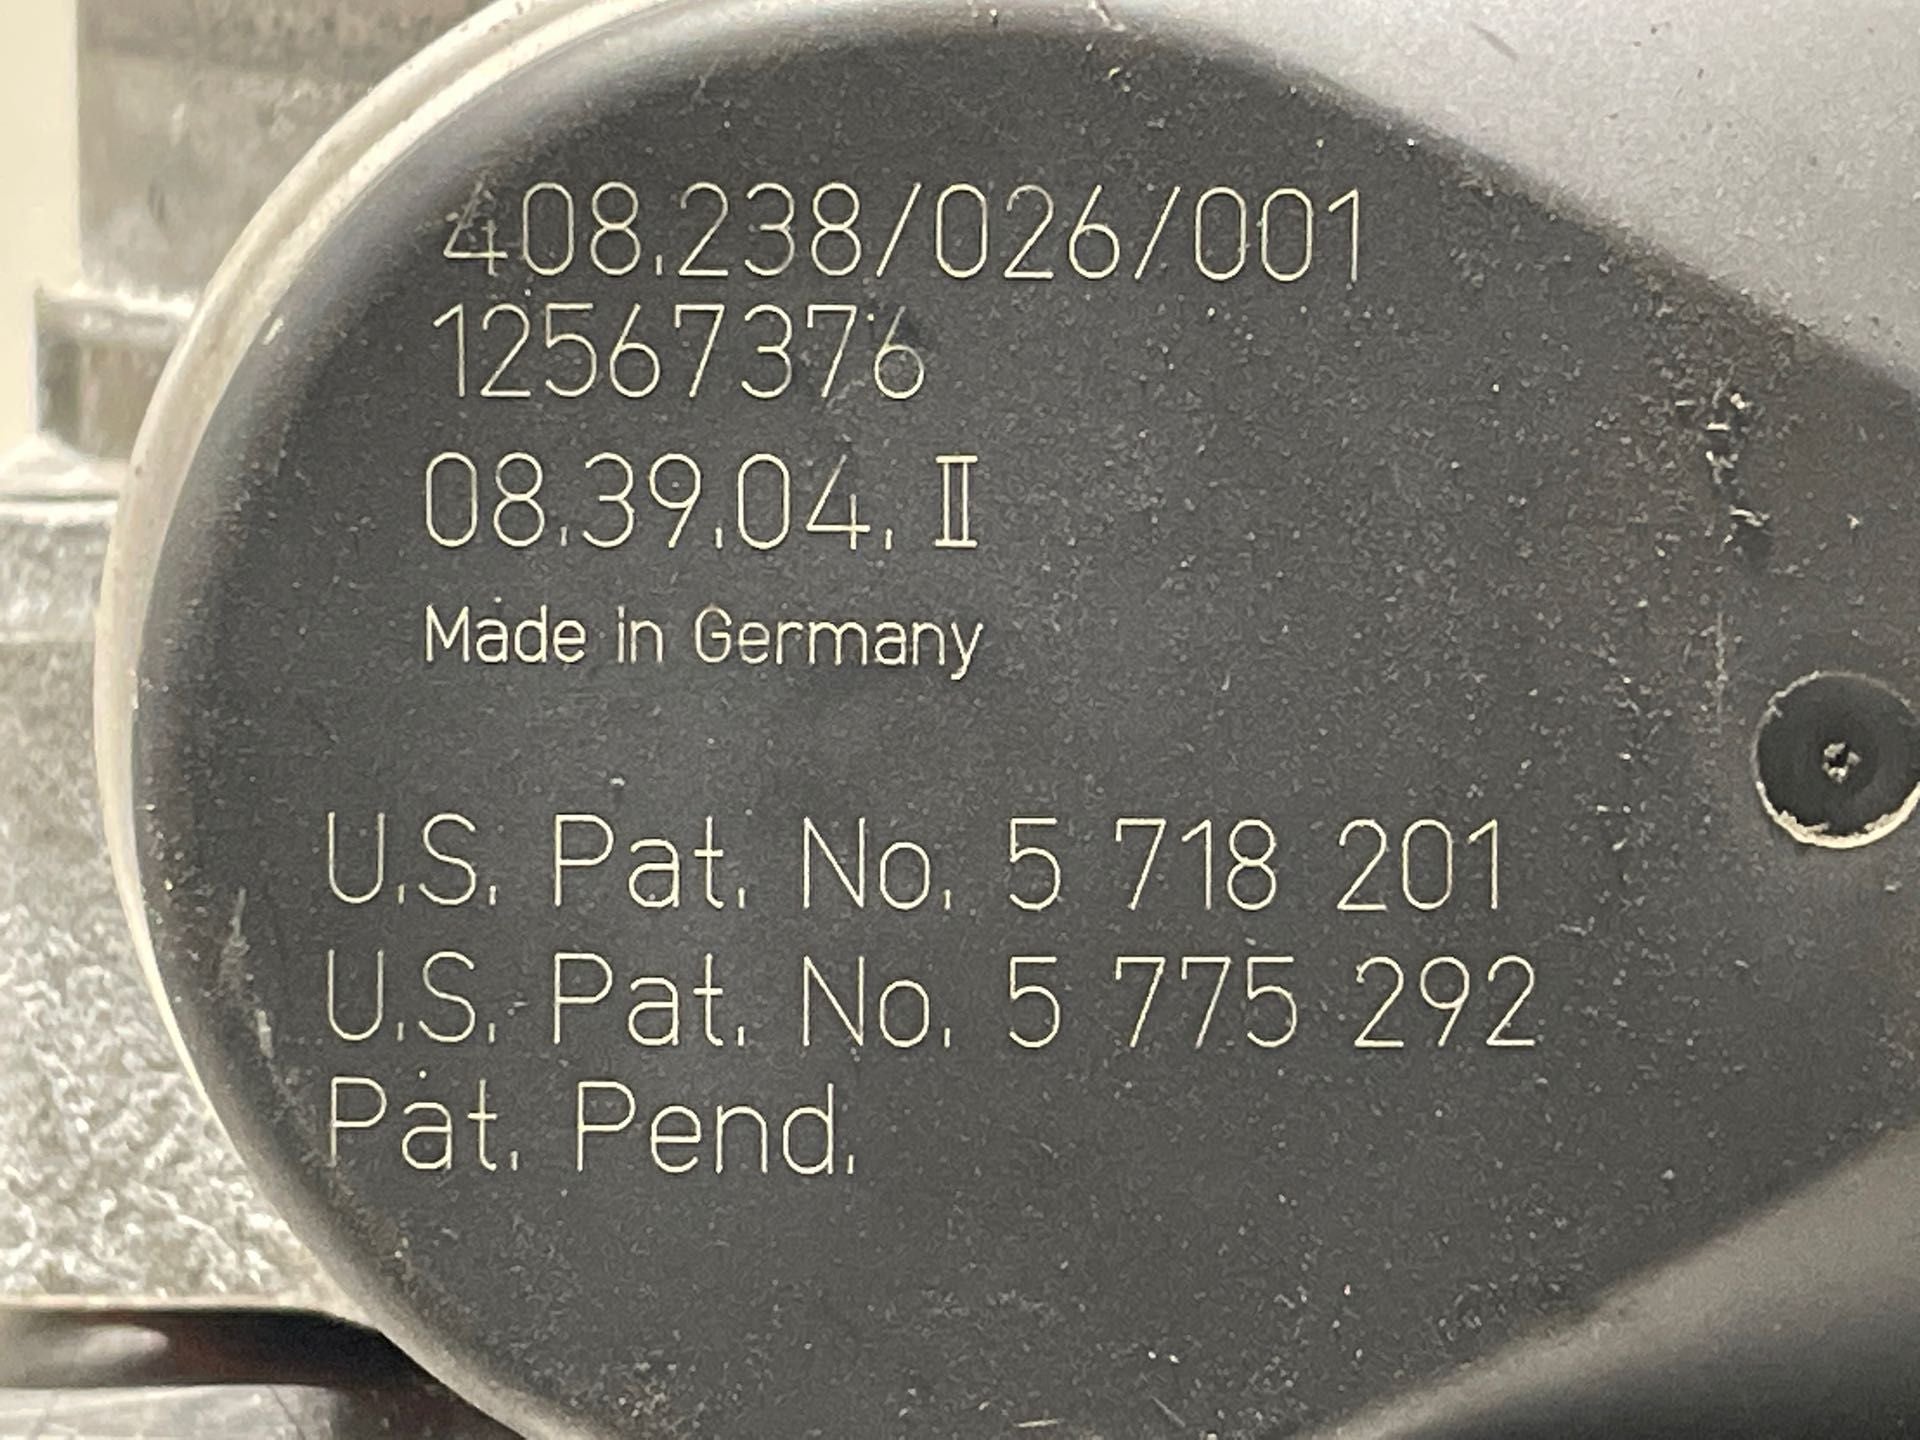 408.238/026/001
12567376
08.39.04. II
Made in Germany
U.S. Pat. No. 5 718 201
U.S. Pat. No. 5 775 292
Pat. Pend.